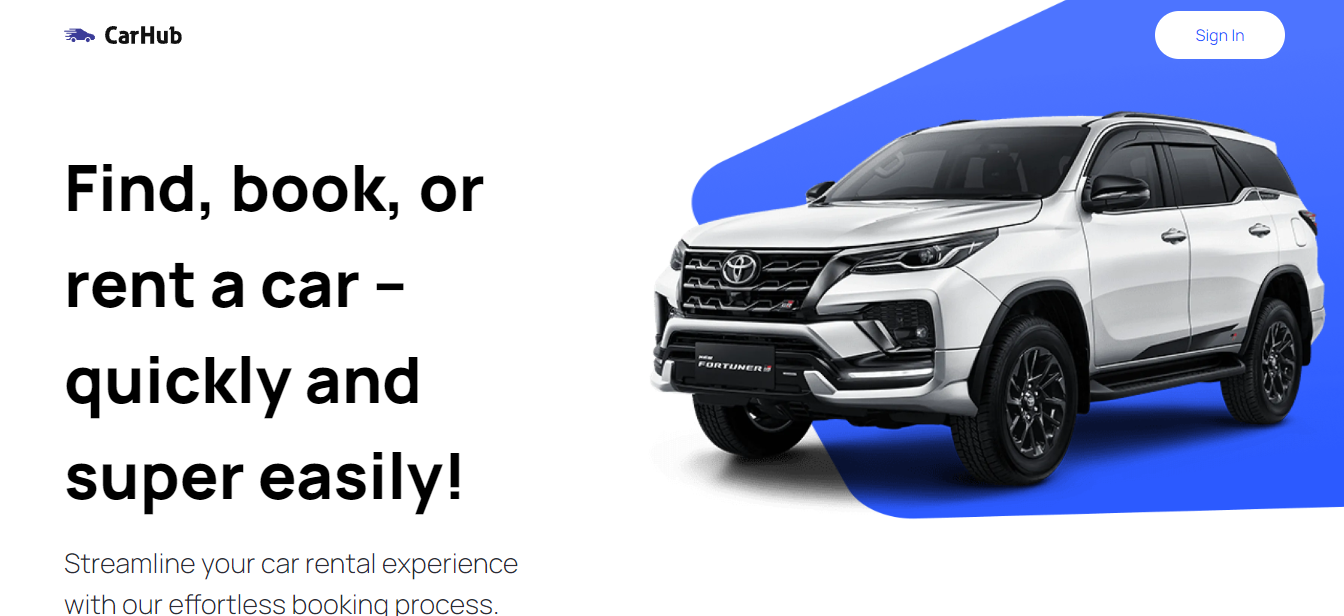 CarHub
Sign In
Find, book, or
rent a car –
quickly and
super easily!
Streamline your car rental experience
with our effortless booking process.
NEW
FORTUNER